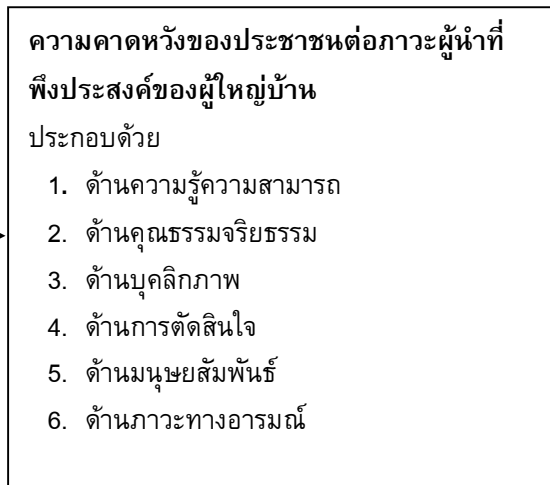 ความคาดหวังของประชาชนต่อภาวะผู้นำที่
พึงประสงค์ของผู้ใหญ่บ้าน
ประกอบด้วย
1. ด้านความรู้ความสามารถ
2. ด้านคุณธรรมจริยธรรม
3. ด้านบุคลิกภาพ
4. ด้านการตัดสินใจ
5. ด้านมนุษยสัมพันธ์
6. ด้านภาวะทางอารมณ์